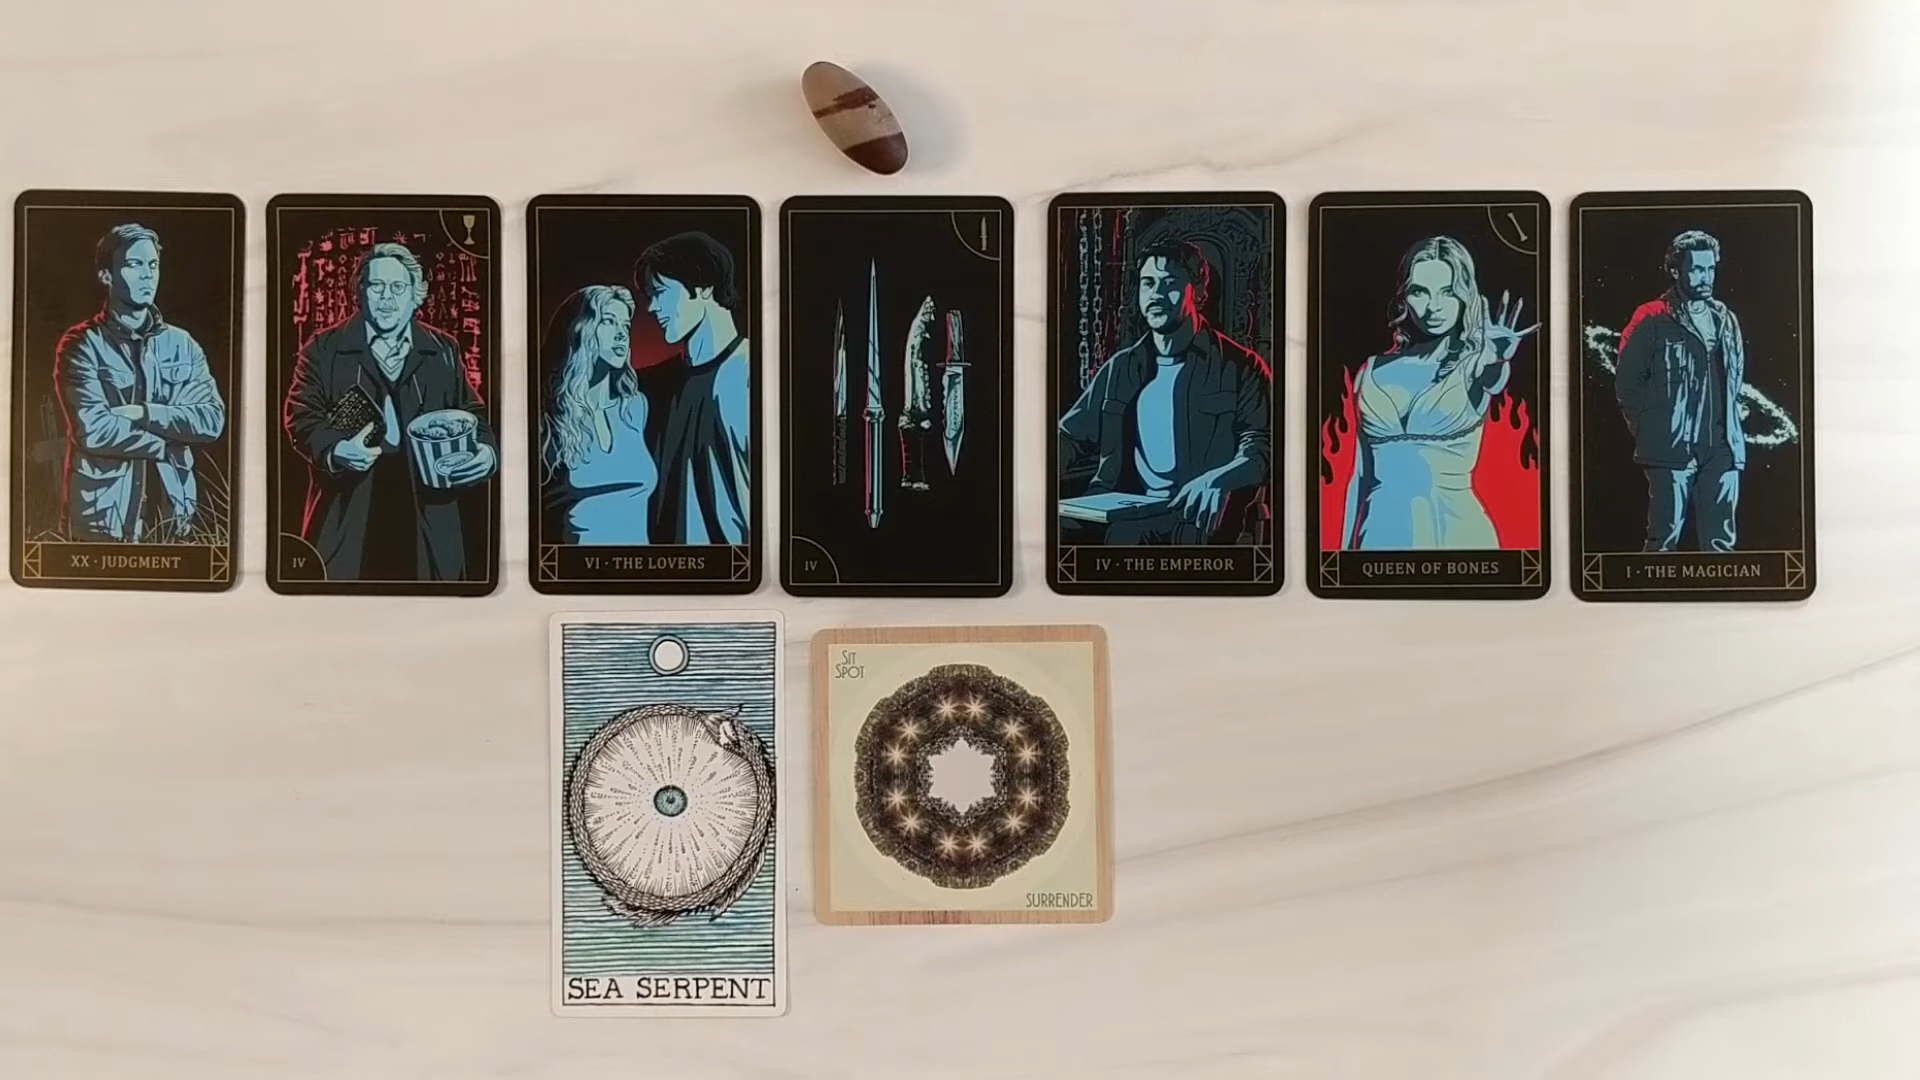 XX · JUDGMENT
IV
VI · THE LOVERS
IV
IV · THE EMPEROR
QUEEN OF BONES
I · THE MAGICIAN
SIT
SPOT
SURRENDER
SEA SERPENT